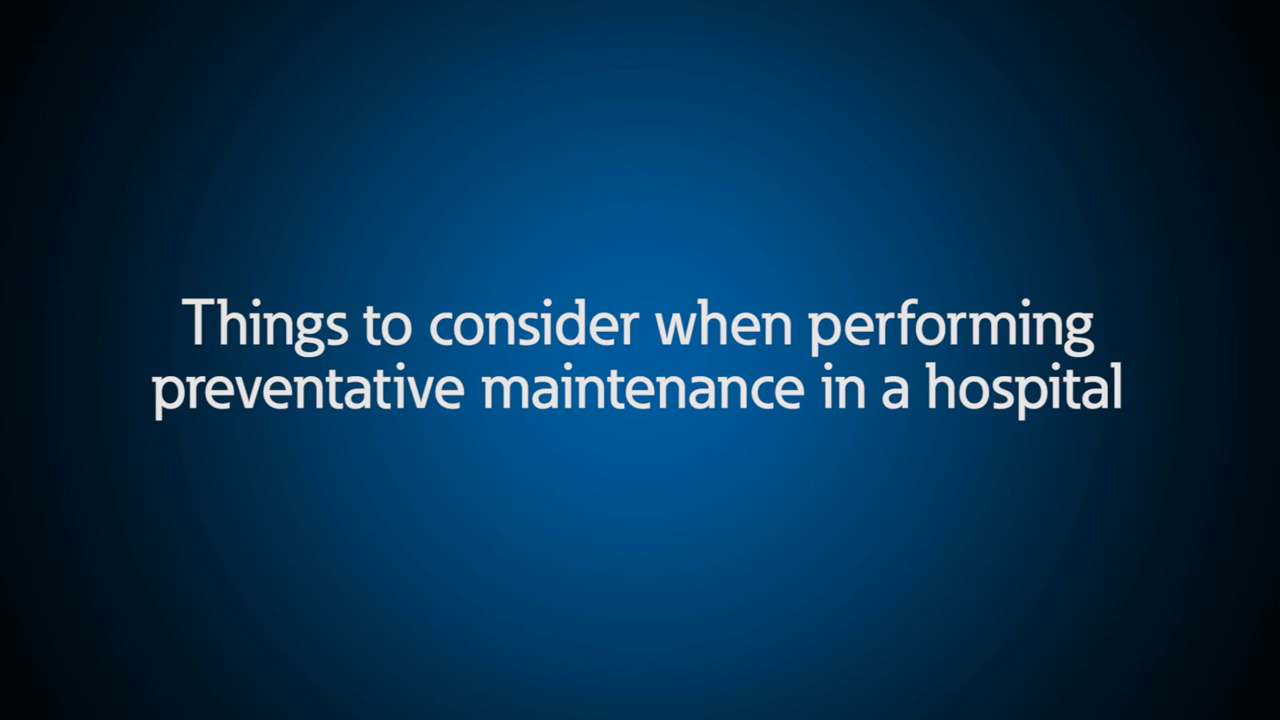 Things to consider when performing
preventative maintenance in a hospital